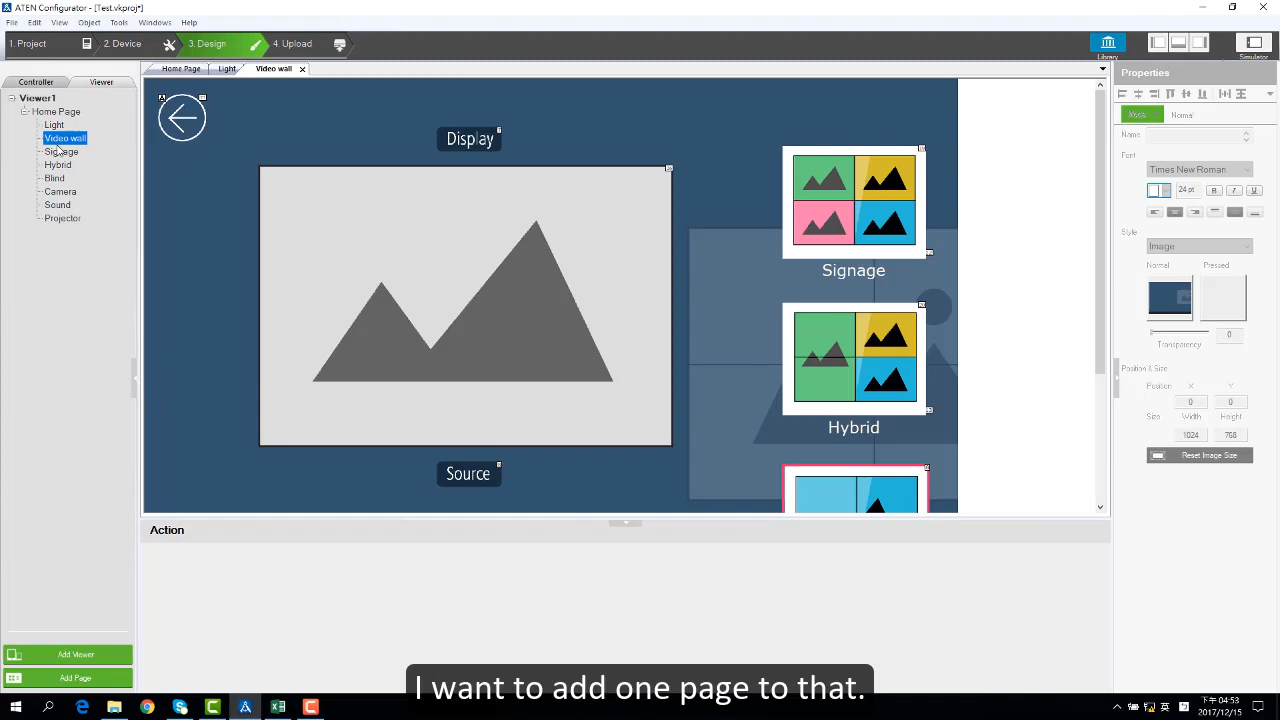 ATEN Configurator - [Test.vkproj*]
File Edit View Object Tools Windows Help
1. Project 2. Device 3. Design 4. Upload
Library Simulator
Controller Viewer
Home Page Light Video wall
Properties
Viewer1
Home Page
Light
Video wall
Signage
Hybrid
Blind
Camera
Sound
Projector
Display
Source
Signage
Hybrid
Normal
Name
Font
Times New Roman
24 pt B I U
Style
Image
Normal Pressed
Transparency 0
Position & Size
Position X Y
0 0
Size Width Height
1024 768
Reset Image Size
Action
Add Viewer
Add Page
I want to add one page to that.
下午 04:53
2017/12/15